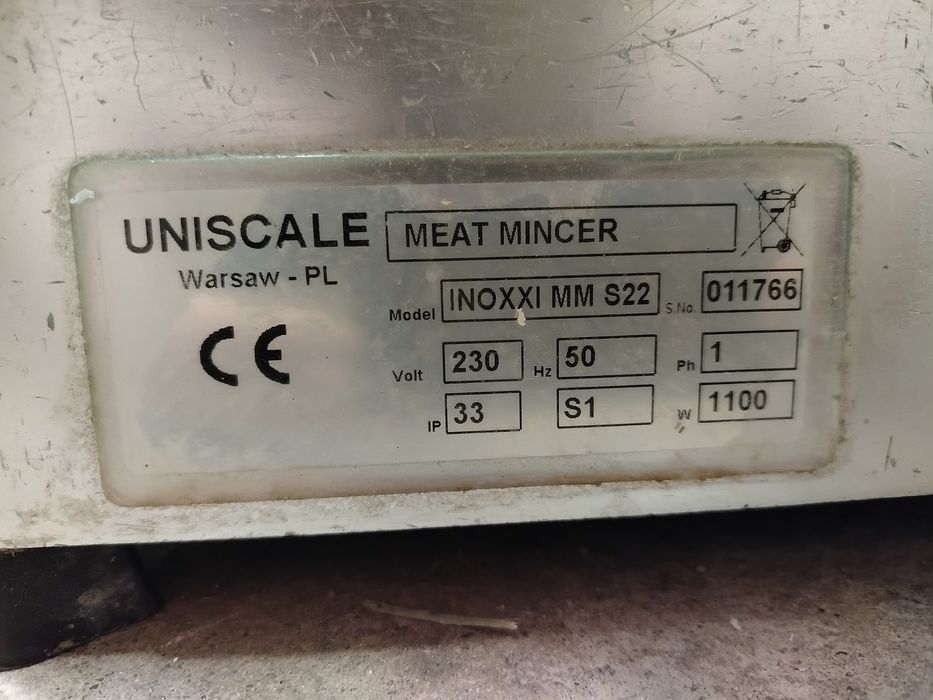 UNISCALE MEAT MINCER
Warsaw - PL
Model INOXXI MM S22 S.No. 011766
CE
Volt 230 Hz 50 Ph 1
IP 33 S1 W 1100